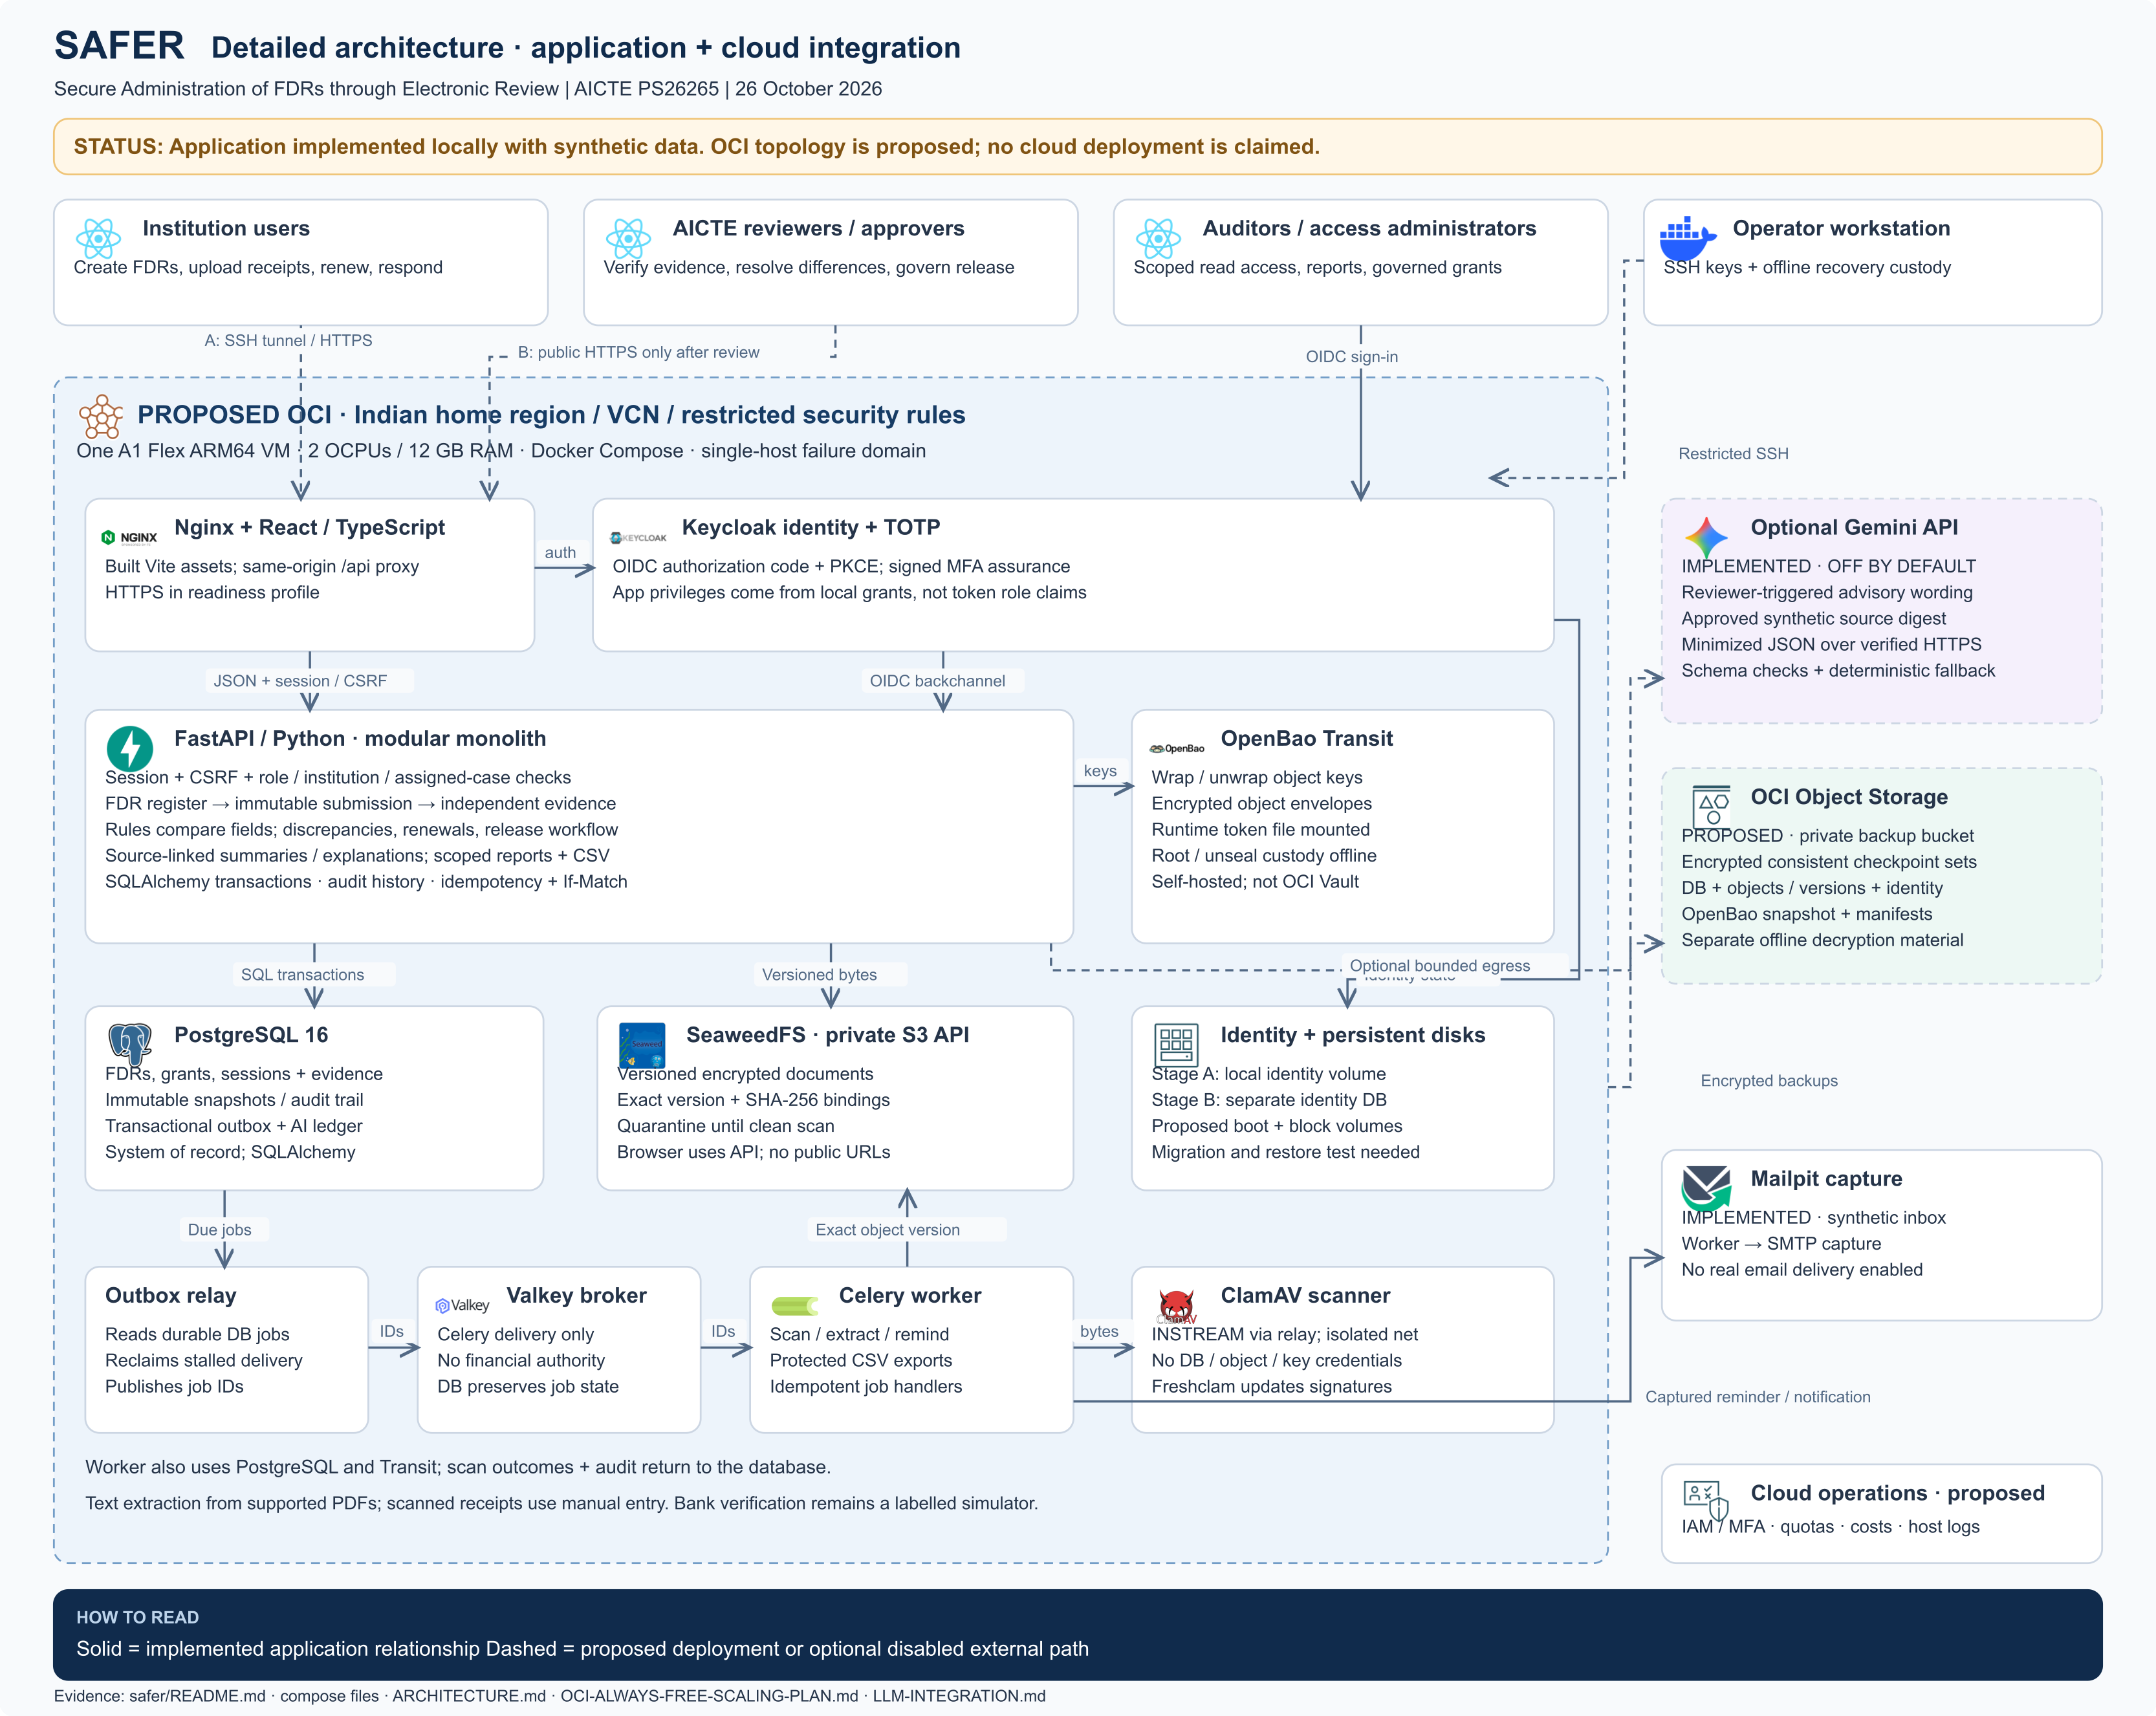 SAFER Detailed architecture · application + cloud integration
Secure Administration of FDRs through Electronic Review | AICTE PS26265 | 26 October 2026
STATUS: Application implemented locally with synthetic data. OCI topology is proposed; no cloud deployment is claimed.
Institution users
Create FDRs, upload receipts, renew, respond
AICTE reviewers / approvers
Verify evidence, resolve differences, govern release
Auditors / access administrators
Scoped read access, reports, governed grants
Operator workstation
SSH keys + offline recovery custody
A: SSH tunnel / HTTPS
B: public HTTPS only after review
OIDC sign-in
PROPOSED OCI · Indian home region / VCN / restricted security rules
One A1 Flex ARM64 VM · 2 OCPUs / 12 GB RAM · Docker Compose · single-host failure domain
Restricted SSH
NGINX
Nginx + React / TypeScript
Built Vite assets; same-origin /api proxy
HTTPS in readiness profile
auth
KEYCLOAK
Keycloak identity + TOTP
OIDC authorization code + PKCE; signed MFA assurance
App privileges come from local grants, not token role claims
Optional Gemini API
IMPLEMENTED · OFF BY DEFAULT
Reviewer-triggered advisory wording
Approved synthetic source digest
Minimized JSON over verified HTTPS
Schema checks + deterministic fallback
JSON + session / CSRF
OIDC backchannel
FastAPI / Python · modular monolith
Session + CSRF + role / institution / assigned-case checks
FDR register → immutable submission → independent evidence
Rules compare fields; discrepancies, renewals, release workflow
Source-linked summaries / explanations; scoped reports + CSV
SQLAlchemy transactions · audit history · idempotency + If-Match
keys
OpenBao
OpenBao Transit
Wrap / unwrap object keys
Encrypted object envelopes
Runtime token file mounted
Root / unseal custody offline
Self-hosted; not OCI Vault
OCI Object Storage
PROPOSED · private backup bucket
Encrypted consistent checkpoint sets
DB + objects / versions + identity
OpenBao snapshot + manifests
Separate offline decryption material
SQL transactions
Versioned bytes
Optional bounded egress
Identity state
PostgreSQL 16
FDRs, grants, sessions + evidence
Immutable snapshots / audit trail
Transactional outbox + AI ledger
System of record; SQLAlchemy
Seaweed
SeaweedFS · private S3 API
Versioned encrypted documents
Exact version + SHA-256 bindings
Quarantine until clean scan
Browser uses API; no public URLs
Identity + persistent disks
Stage A: local identity volume
Stage B: separate identity DB
Proposed boot + block volumes
Migration and restore test needed
Encrypted backups
Due jobs
Exact object version
Mailpit capture
IMPLEMENTED · synthetic inbox
Worker → SMTP capture
No real email delivery enabled
Outbox relay
Reads durable DB jobs
Reclaims stalled delivery
Publishes job IDs
IDs
Valkey
Valkey broker
Celery delivery only
No financial authority
DB preserves job state
IDs
Celery worker
Scan / extract / remind
Protected CSV exports
Idempotent job handlers
bytes
ClamAV
ClamAV scanner
INSTREAM via relay; isolated net
No DB / object / key credentials
Freshclam updates signatures
Captured reminder / notification
Worker also uses PostgreSQL and Transit; scan outcomes + audit return to the database.
Text extraction from supported PDFs; scanned receipts use manual entry. Bank verification remains a labelled simulator.
Cloud operations · proposed
IAM / MFA · quotas · costs · host logs
HOW TO READ
Solid = implemented application relationship Dashed = proposed deployment or optional disabled external path
Evidence: safer/README.md · compose files · ARCHITECTURE.md · OCI-ALWAYS-FREE-SCALING-PLAN.md · LLM-INTEGRATION.md